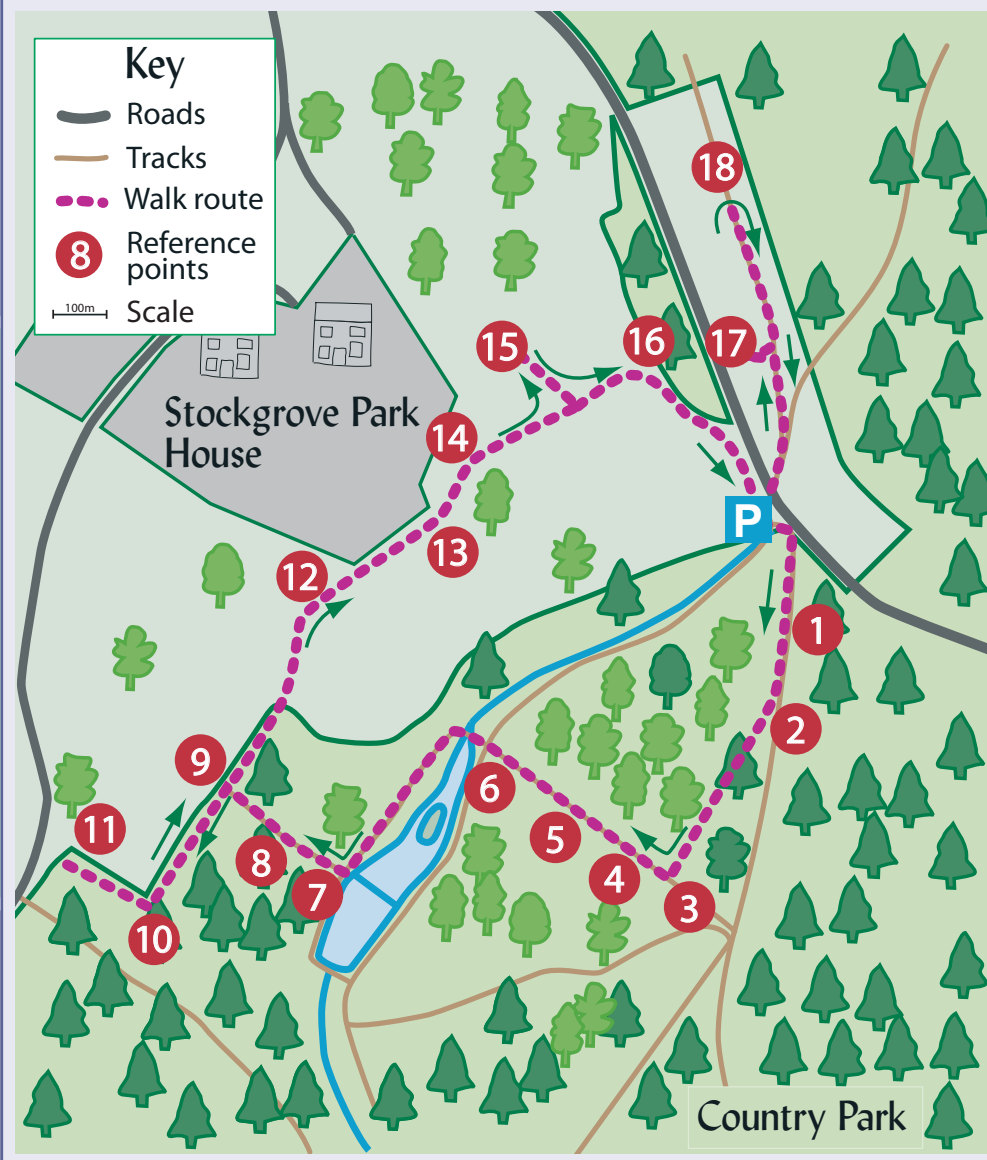 Key
Roads
Tracks
Walk route
8
Reference
points
100m
Scale
18
17
16
15
Stockgrove Park
House
14
P
13
12
1
2
9
6
11
5
8
4
7
3
10
Country Park